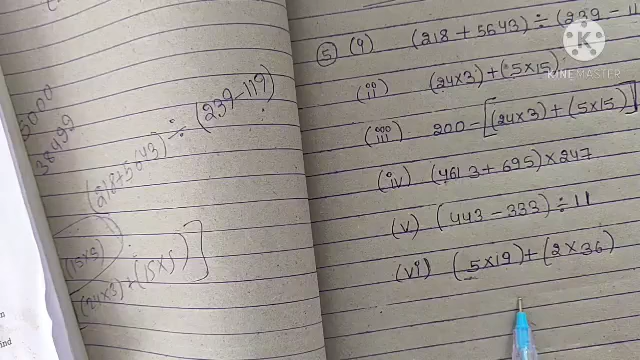 5000
38999
(218+5643) ÷ (239-119)
(15×5)
(24×3)+(15×5)]
⑤ (i) (218 + 5643) ÷ (239 - 11
(ii) (24×3) + (5×15)
(iii) 200 - [(24×3) + (5×15)]
(iv) (4613 + 695) × 247
(v) (443 - 333) ÷ 11
(vi) (5×19) + (2×36)
KINEMASTER